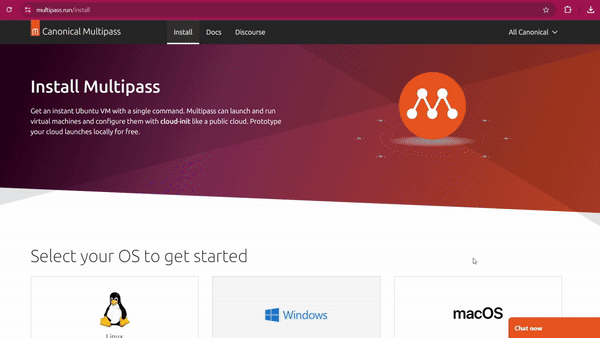 multipass.run/install
Canonical Multipass
Install
Docs
Discourse
All Canonical
Install Multipass
Get an instant Ubuntu VM with a single command. Multipass can launch and run
virtual machines and configure them with cloud-init like a public cloud. Prototype
your cloud launches locally for free.
Select your OS to get started
Linux
Windows
macOS
Chat now